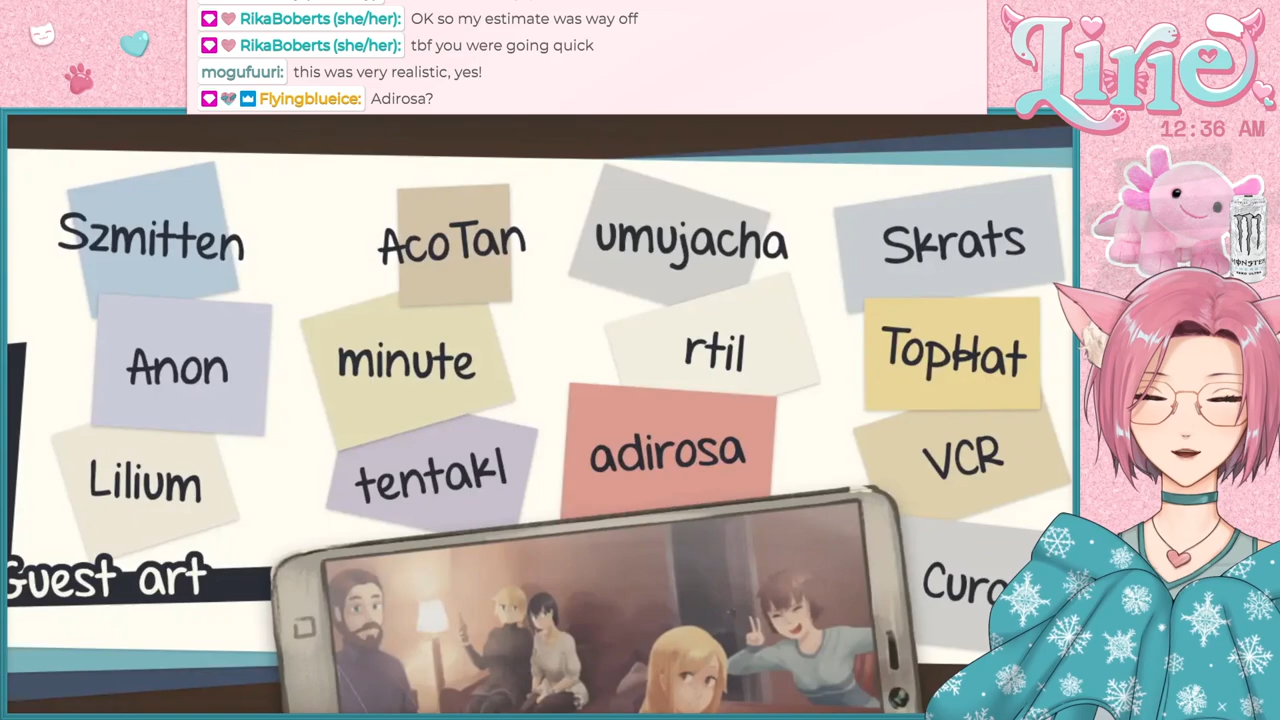 RikaBoberts (she/her): OK so my estimate was way off
RikaBoberts (she/her): tbf you were going quick
mogufuuri: this was very realistic, yes!
Flyingblueice: Adirosa?
Lirie
12:36 AM
MONSTER
Szmitten AcoTan umujacha Skrats
Anon minute rtil TopHat
Lilium tentakl adirosa VCR
Guest art